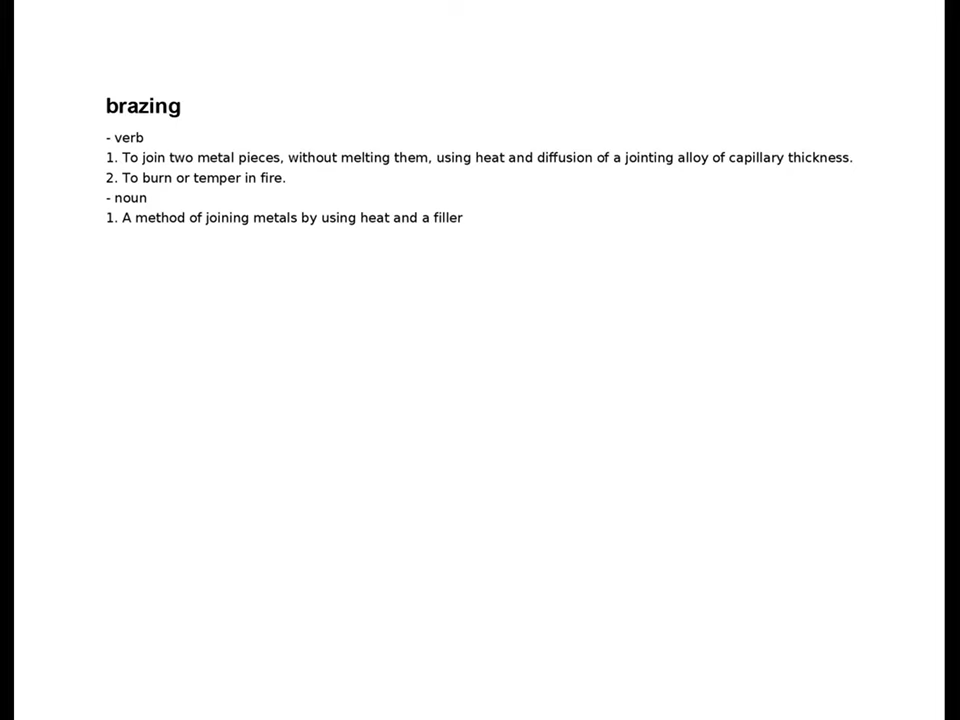 brazing
- verb
1. To join two metal pieces, without melting them, using heat and diffusion of a jointing alloy of capillary thickness.
2. To burn or temper in fire.
- noun
1. A method of joining metals by using heat and a filler